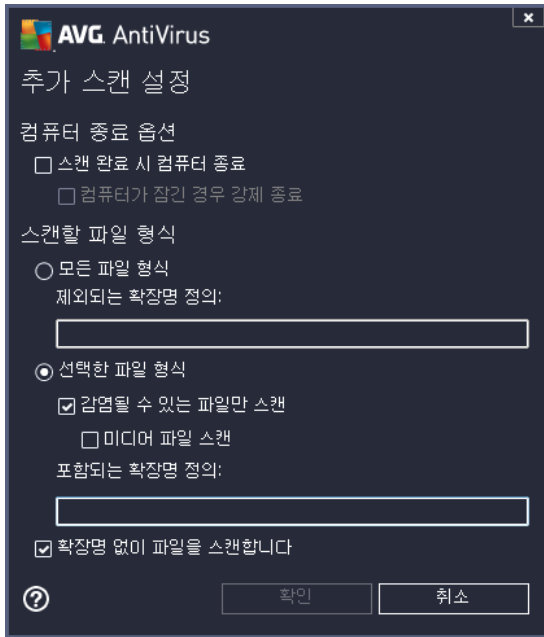 AVG. AntiVirus
추가 스캔 설정
컴퓨터 종료 옵션
스캔 완료 시 컴퓨터 종료
컴퓨터가 잠긴 경우 강제 종료
스캔할 파일 형식
모든 파일 형식
제외되는 확장명 정의:
선택한 파일 형식
감염될 수 있는 파일만 스캔
미디어 파일 스캔
포함되는 확장명 정의:
확장명 없이 파일을 스캔합니다
확인 취소